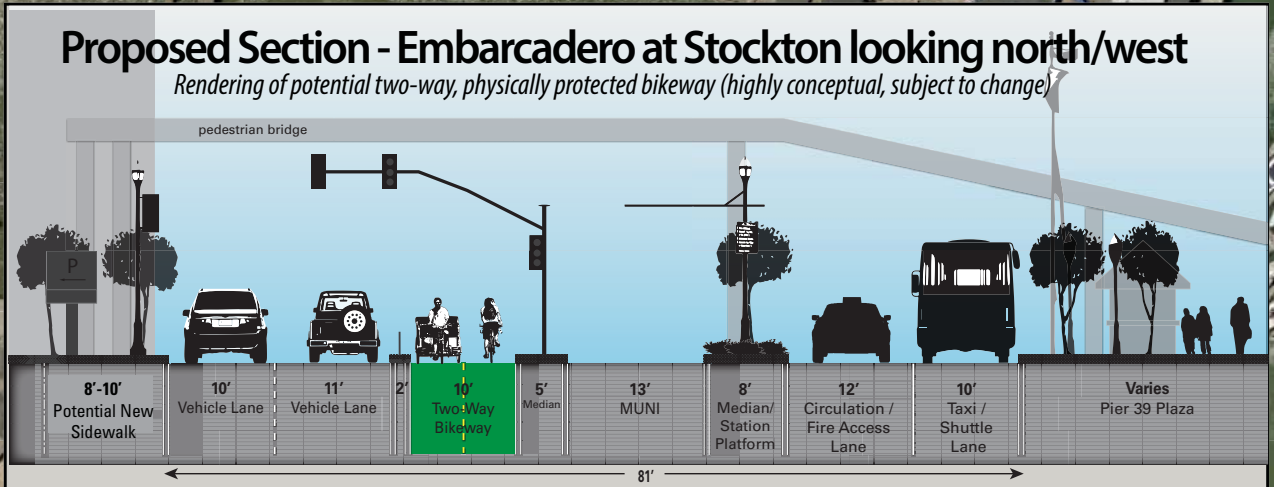 Proposed Section - Embarcadero at Stockton looking north/west
Rendering of potential two-way, physically protected bikeway (highly conceptual, subject to change)
pedestrian bridge
P
8'-10'
Potential New
Sidewalk
10'
Vehicle Lane
11'
Vehicle Lane
2'
10'
Two-Way
Bikeway
5'
Median
13'
MUNI
8'
Median/
Station
Platform
12'
Circulation /
Fire Access
Lane
10'
Taxi /
Shuttle
Lane
Varies
Pier 39 Plaza
81'